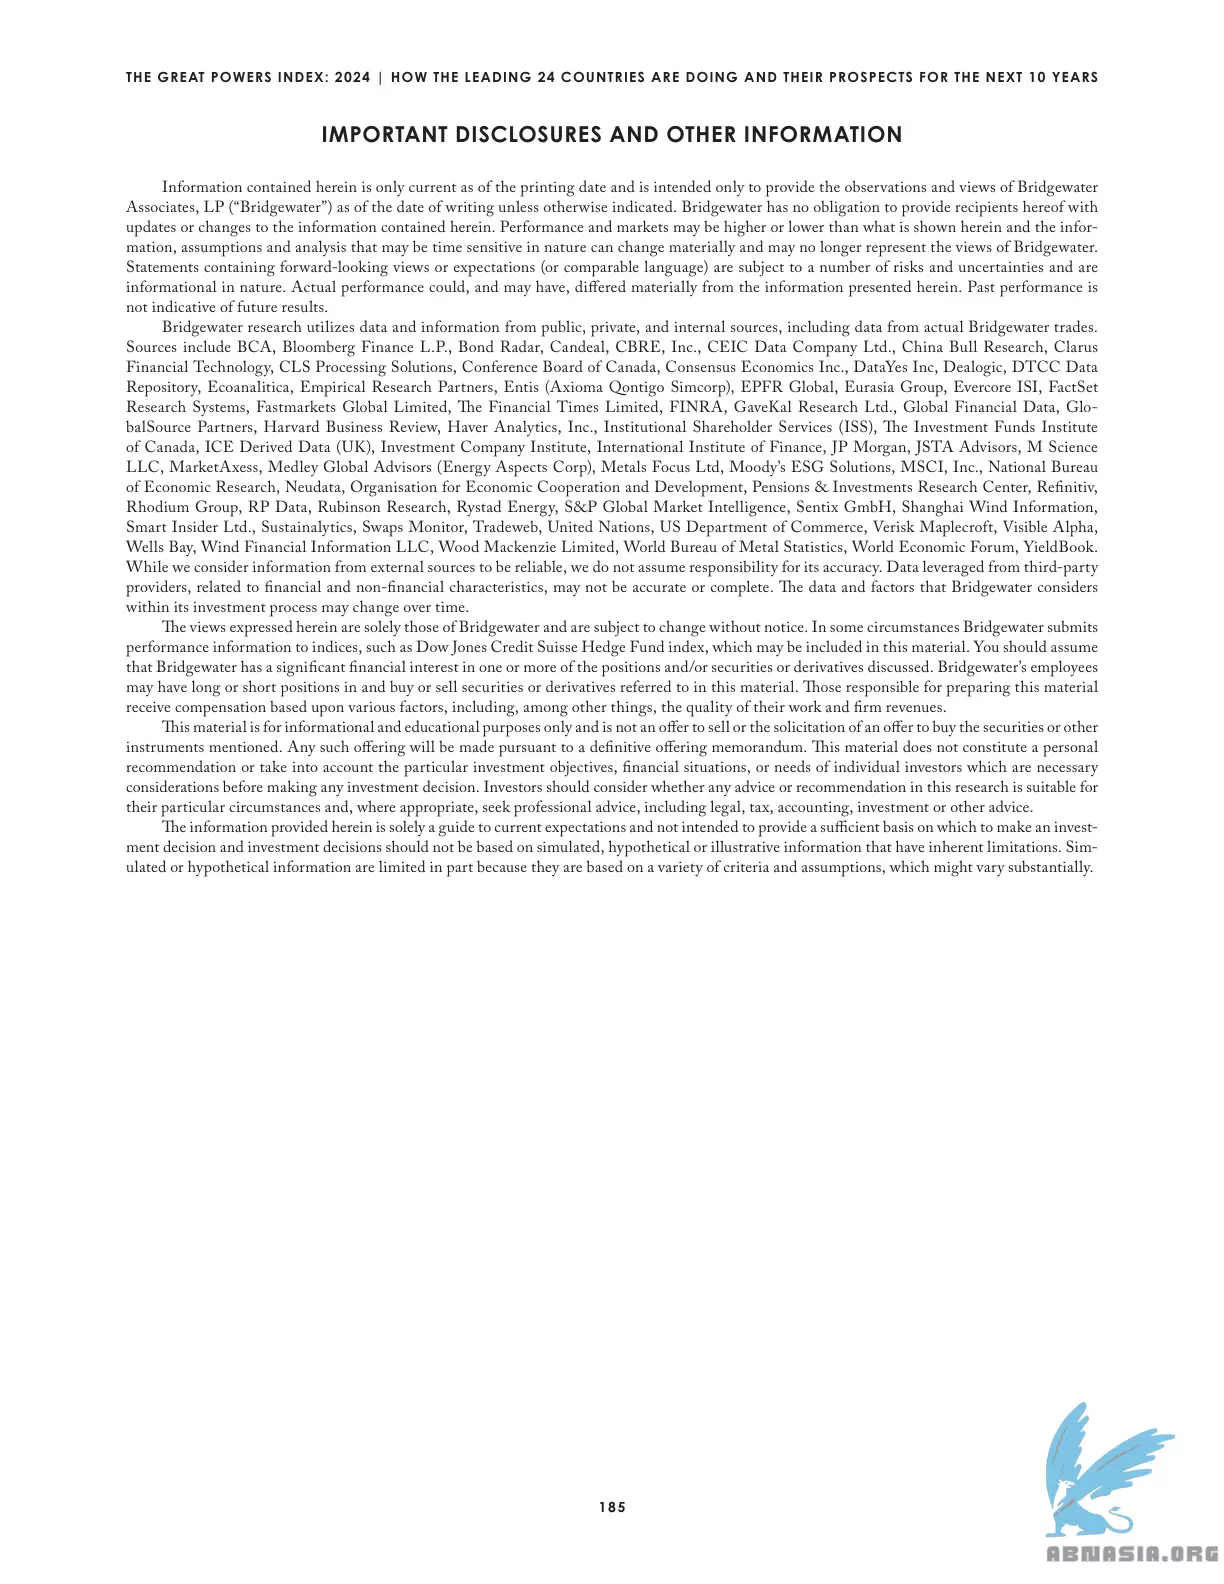 THE GREAT POWERS INDEX: 2024 | HOW THE LEADING 24 COUNTRIES ARE DOING AND THEIR PROSPECTS FOR THE NEXT 10 YEARS
IMPORTANT DISCLOSURES AND OTHER INFORMATION
Information contained herein is only current as of the printing date and is intended only to provide the observations and views of Bridgewater
Associates, LP (“Bridgewater”) as of the date of writing unless otherwise indicated. Bridgewater has no obligation to provide recipients hereof with
updates or changes to the information contained herein. Performance and markets may be higher or lower than what is shown herein and the infor-
mation, assumptions and analysis that may be time sensitive in nature can change materially and may no longer represent the views of Bridgewater.
Statements containing forward-looking views or expectations (or comparable language) are subject to a number of risks and uncertainties and are
informational in nature. Actual performance could, and may have, differed materially from the information presented herein. Past performance is
not indicative of future results.
Bridgewater research utilizes data and information from public, private, and internal sources, including data from actual Bridgewater trades.
Sources include BCA, Bloomberg Finance L.P., Bond Radar, Candeal, CBRE, Inc., CEIC Data Company Ltd., China Bull Research, Clarus
Financial Technology, CLS Processing Solutions, Conference Board of Canada, Consensus Economics Inc., DataYes Inc, Dealogic, DTCC Data
Repository, Ecoanalitica, Empirical Research Partners, Entis (Axioma Qontigo Simcorp), EPFR Global, Eurasia Group, Evercore ISI, FactSet
Research Systems, Fastmarkets Global Limited, The Financial Times Limited, FINRA, GaveKal Research Ltd., Global Financial Data, Glo-
balSource Partners, Harvard Business Review, Haver Analytics, Inc., Institutional Shareholder Services (ISS), The Investment Funds Institute
of Canada, ICE Derived Data (UK), Investment Company Institute, International Institute of Finance, JP Morgan, JSTA Advisors, M Science
LLC, MarketAxess, Medley Global Advisors (Energy Aspects Corp), Metals Focus Ltd, Moody’s ESG Solutions, MSCI, Inc., National Bureau
of Economic Research, Neudata, Organisation for Economic Cooperation and Development, Pensions & Investments Research Center, Refinitiv,
Rhodium Group, RP Data, Rubinson Research, Rystad Energy, S&P Global Market Intelligence, Sentix GmbH, Shanghai Wind Information,
Smart Insider Ltd., Sustainalytics, Swaps Monitor, Tradeweb, United Nations, US Department of Commerce, Verisk Maplecroft, Visible Alpha,
Wells Bay, Wind Financial Information LLC, Wood Mackenzie Limited, World Bureau of Metal Statistics, World Economic Forum, YieldBook.
While we consider information from external sources to be reliable, we do not assume responsibility for its accuracy. Data leveraged from third-party
providers, related to financial and non-financial characteristics, may not be accurate or complete. The data and factors that Bridgewater considers
within its investment process may change over time.
The views expressed herein are solely those of Bridgewater and are subject to change without notice. In some circumstances Bridgewater submits
performance information to indices, such as Dow Jones Credit Suisse Hedge Fund index, which may be included in this material. You should assume
that Bridgewater has a significant financial interest in one or more of the positions and/or securities or derivatives discussed. Bridgewater’s employees
may have long or short positions in and buy or sell securities or derivatives referred to in this material. Those responsible for preparing this material
receive compensation based upon various factors, including, among other things, the quality of their work and firm revenues.
This material is for informational and educational purposes only and is not an offer to sell or the solicitation of an offer to buy the securities or other
instruments mentioned. Any such offering will be made pursuant to a definitive offering memorandum. This material does not constitute a personal
recommendation or take into account the particular investment objectives, financial situations, or needs of individual investors which are necessary
considerations before making any investment decision. Investors should consider whether any advice or recommendation in this research is suitable for
their particular circumstances and, where appropriate, seek professional advice, including legal, tax, accounting, investment or other advice.
The information provided herein is solely a guide to current expectations and not intended to provide a sufficient basis on which to make an invest-
ment decision and investment decisions should not be based on simulated, hypothetical or illustrative information that have inherent limitations. Sim-
ulated or hypothetical information are limited in part because they are based on a variety of criteria and assumptions, which might vary substantially.
185
ABNASIA.ORG